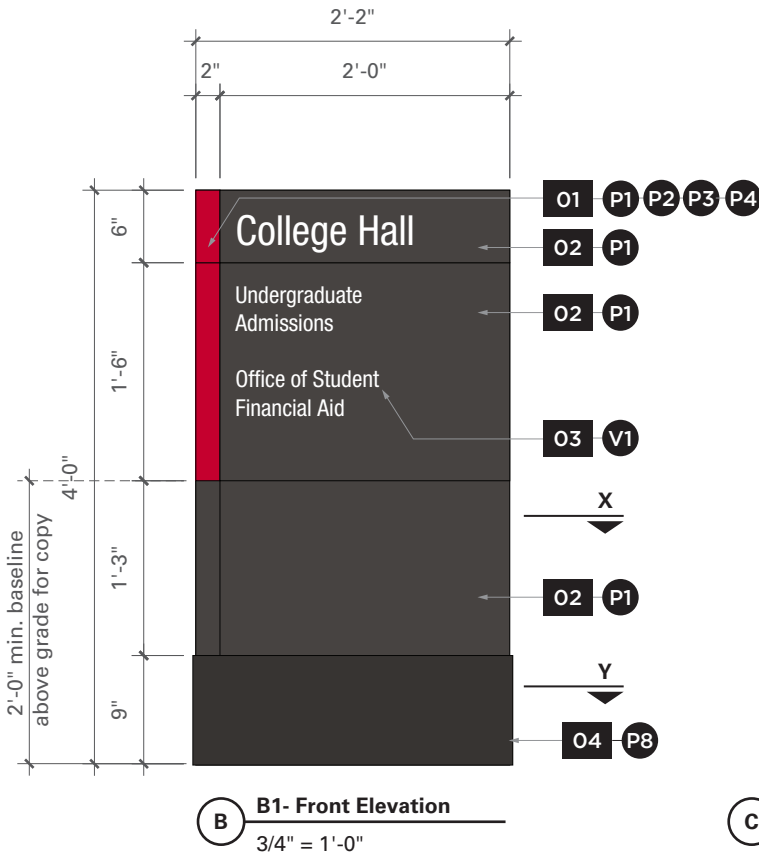 2'-2"
2" 2'-0"
6"
1'-6"
4'-0"
1'-3"
9"
2'-0" min. baseline
above grade for copy
College Hall
Undergraduate
Admissions
Office of Student
Financial Aid
01 P1 P2 P3 P4
02 P1
02 P1
03 V1
X
02 P1
Y
04 P8
B B1- Front Elevation
3/4" = 1'-0"
C